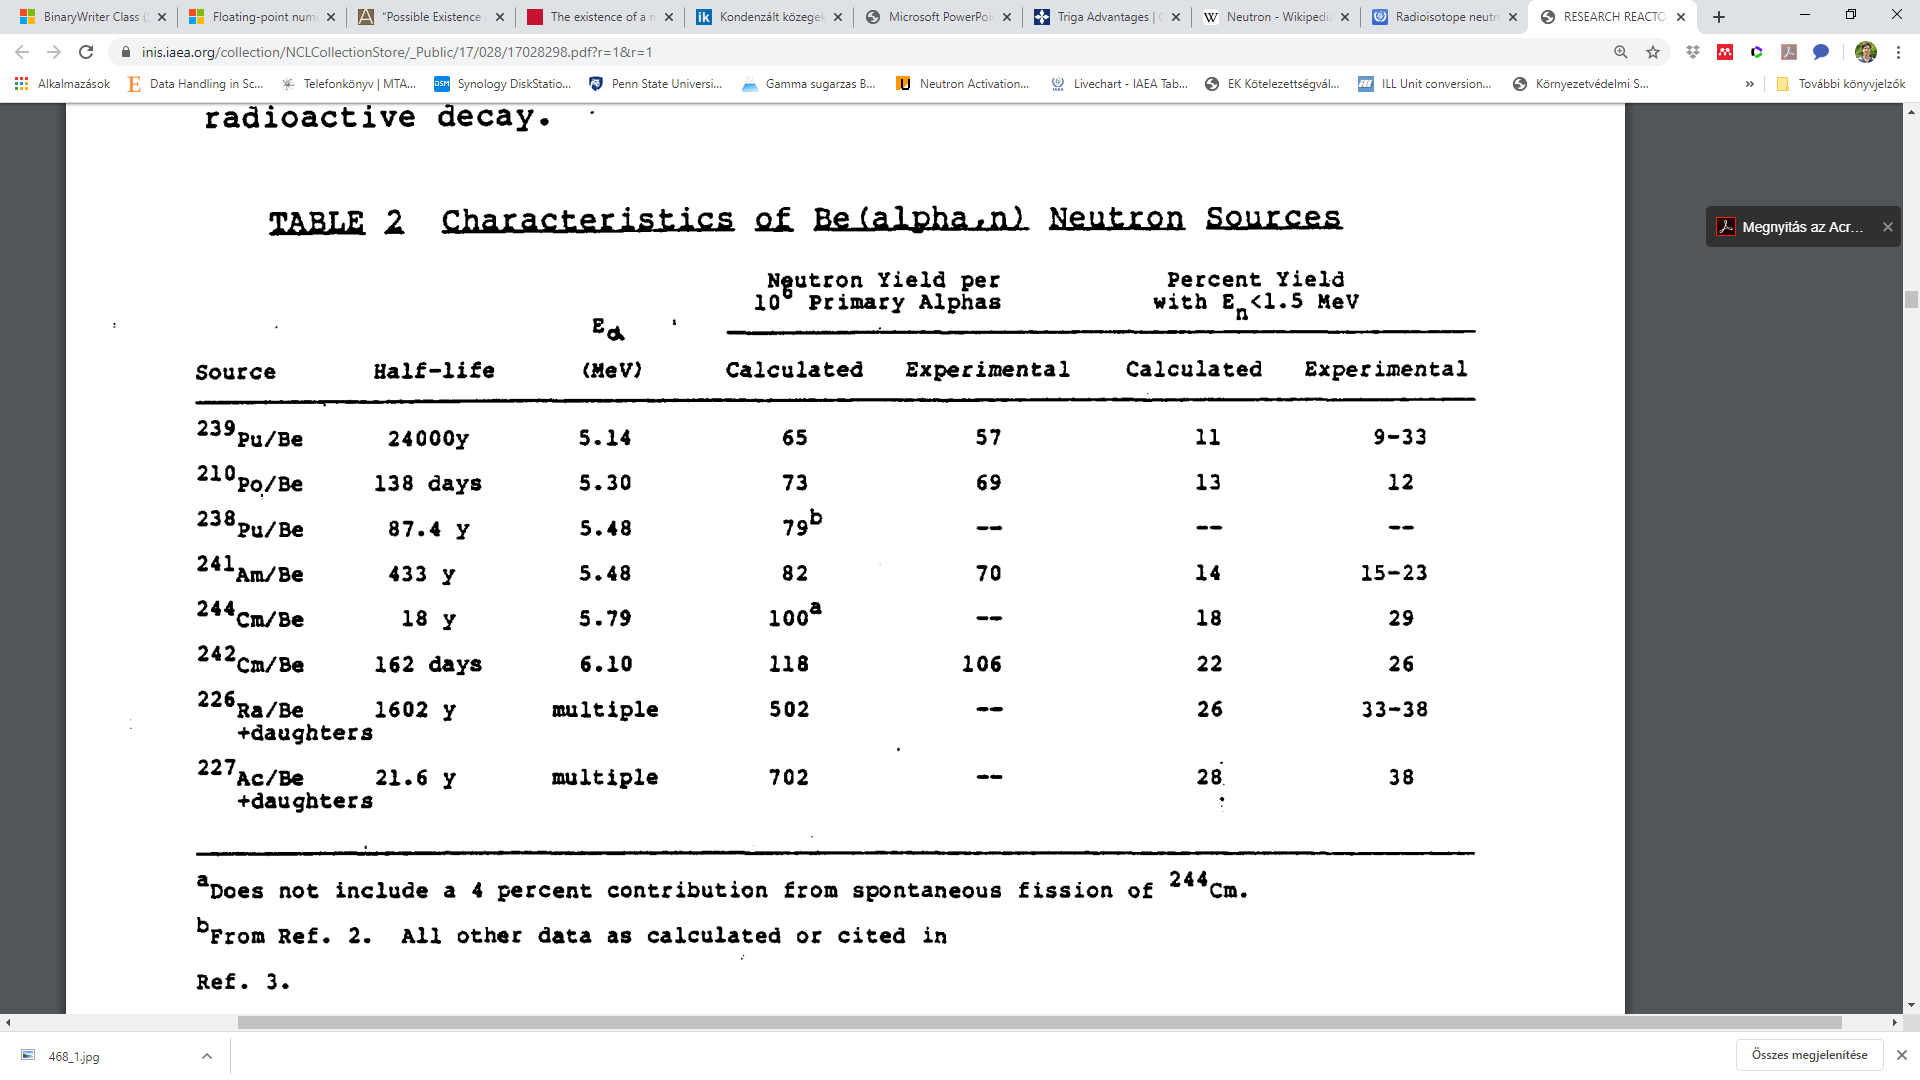 BinaryWriter Class (
Floating-point num
"Possible Existence
The existence of a n
Kondenzált közegek
Microsoft PowerPoi
Triga Advantages |
Neutron - Wikipedi
Radioisotope neutr
RESEARCH REACTO
inis.iaea.org/collection/NCLCollectionStore/_Public/17/028/17028298.pdf?r=1&r=1
Alkalmazások
Data Handling in Sc...
Telefonkönyv | MTA...
Synology DiskStatio...
Penn State Universi...
Gamma sugarzas B...
Neutron Activation...
Livechart - IAEA Tab...
EK Kötelezettségvál...
ILL Unit conversion...
Környezetvédelmi S...
»
További könyvjelzők
radioactive decay.
TABLE 2 Characteristics of Be(alpha,n) Neutron Sources
Megnyitás az Acr...
Neutron Yield per Percent Yield
10⁶ Primary Alphas with Eₙ<1.5 MeV
Eα
Source Half-life (MeV) Calculated Experimental Calculated Experimental
²³⁹Pu/Be 24000y 5.14 65 57 11 9-33
²¹⁰Po/Be 138 days 5.30 73 69 13 12
²³⁸Pu/Be 87.4 y 5.48 79ᵇ -- -- --
²⁴¹Am/Be 433 y 5.48 82 70 14 15-23
²⁴⁴Cm/Be 18 y 5.79 100ᵃ -- 18 29
²⁴²Cm/Be 162 days 6.10 118 106 22 26
²²⁶Ra/Be 1602 y multiple 502 -- 26 33-38
+daughters
²²⁷Ac/Be 21.6 y multiple 702 -- 28 38
+daughters
ᵃDoes not include a 4 percent contribution from spontaneous fission of ²⁴⁴Cm.
ᵇFrom Ref. 2. All other data as calculated or cited in
Ref. 3.
468_1.jpg
Összes megjelenítése